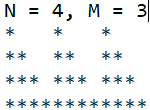 N = 4, M = 3
*   *   *
**  **  **
*** *** ***
************